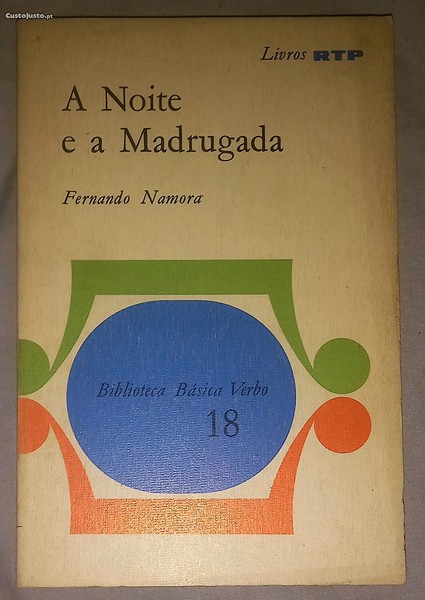 CustoJusto.pt
Livros RTP
A Noite
e a Madrugada
Fernando Namora
Biblioteca Básica Verbo
18